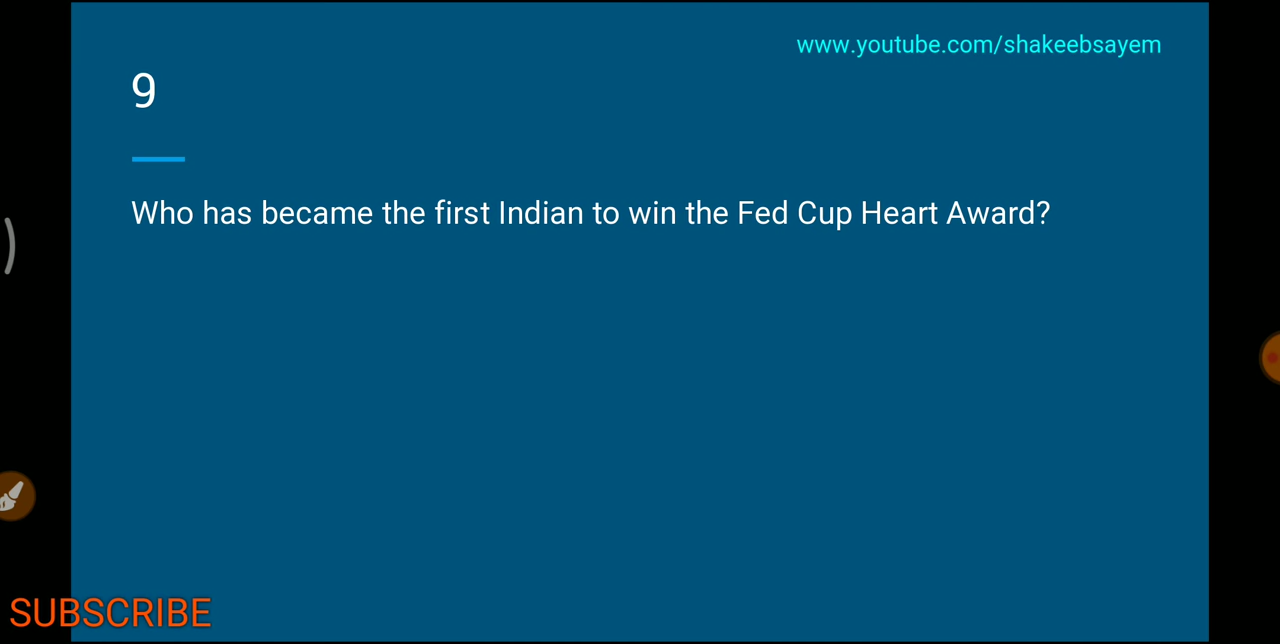 www.youtube.com/shakeebsayem
9
Who has became the first Indian to win the Fed Cup Heart Award?
SUBSCRIBE